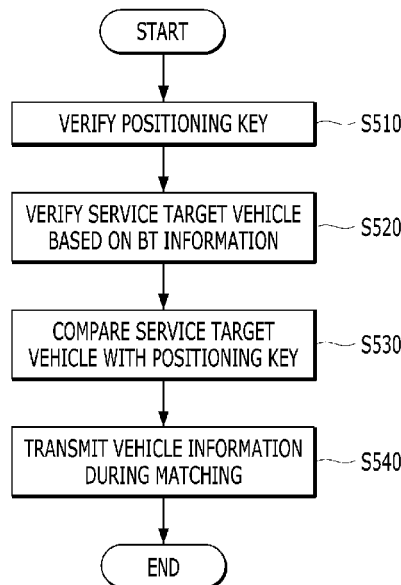 START
VERIFY POSITIONING KEY
S510
VERIFY SERVICE TARGET VEHICLE
BASED ON BT INFORMATION
S520
COMPARE SERVICE TARGET
VEHICLE WITH POSITIONING KEY
S530
TRANSMIT VEHICLE INFORMATION
DURING MATCHING
S540
END